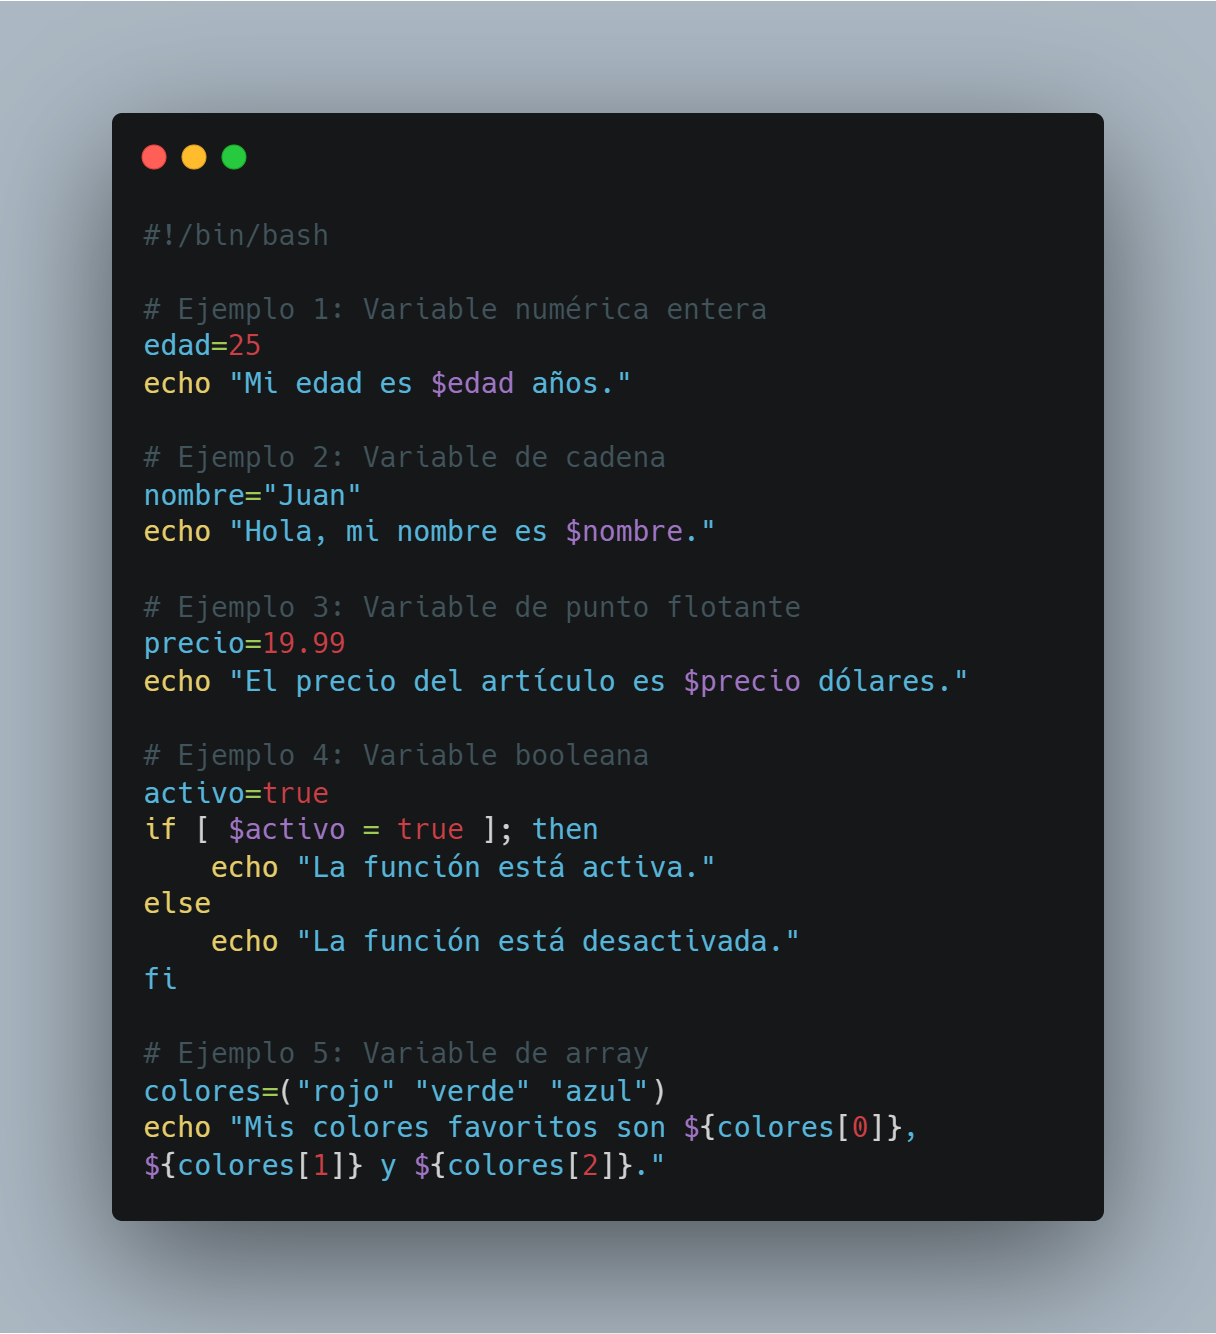 #!/bin/bash

# Ejemplo 1: Variable numérica entera
edad=25
echo "Mi edad es $edad años."

# Ejemplo 2: Variable de cadena
nombre="Juan"
echo "Hola, mi nombre es $nombre."

# Ejemplo 3: Variable de punto flotante
precio=19.99
echo "El precio del artículo es $precio dólares."

# Ejemplo 4: Variable booleana
activo=true
if [ $activo = true ]; then
    echo "La función está activa."
else
    echo "La función está desactivada."
fi

# Ejemplo 5: Variable de array
colores=("rojo" "verde" "azul")
echo "Mis colores favoritos son ${colores[0]},
${colores[1]} y ${colores[2]}."